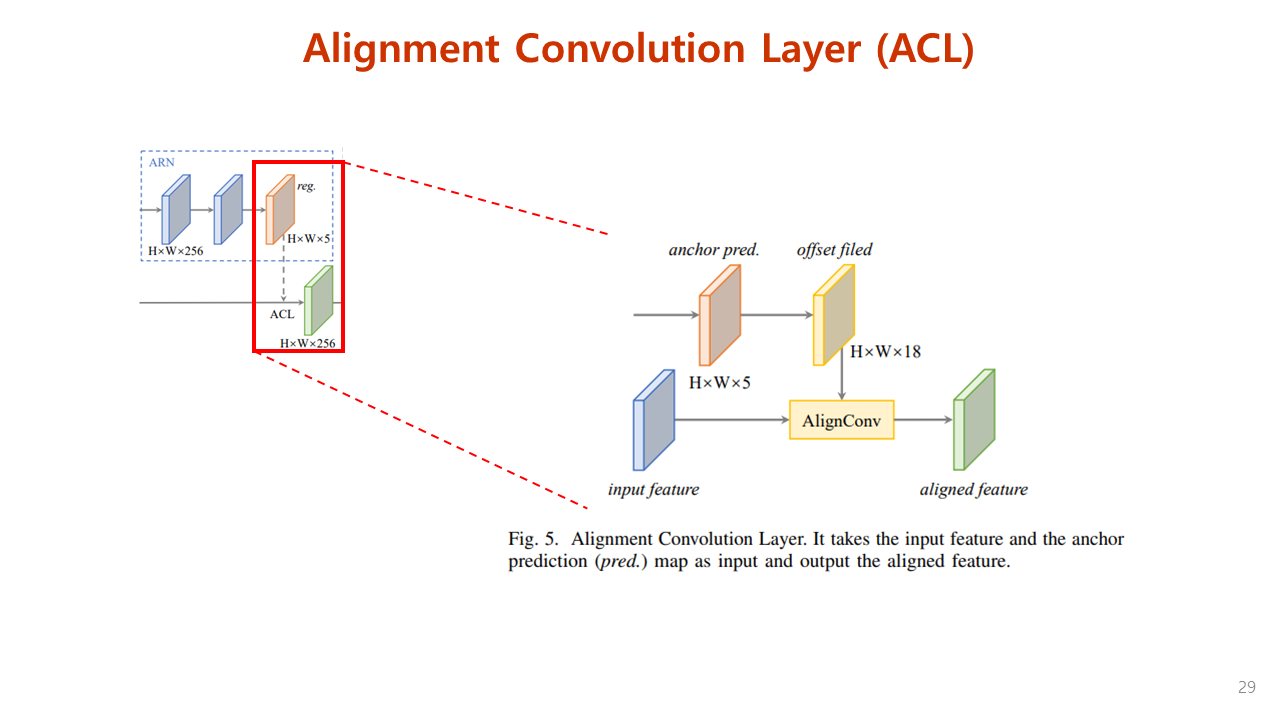 Alignment Convolution Layer (ACL)
ARN
reg.
H×W×5
H×W×256
ACL
H×W×256
anchor pred.
offset filed
H×W×18
H×W×5
AlignConv
input feature
aligned feature
Fig. 5. Alignment Convolution Layer. It takes the input feature and the anchor
prediction (pred.) map as input and output the aligned feature.
29